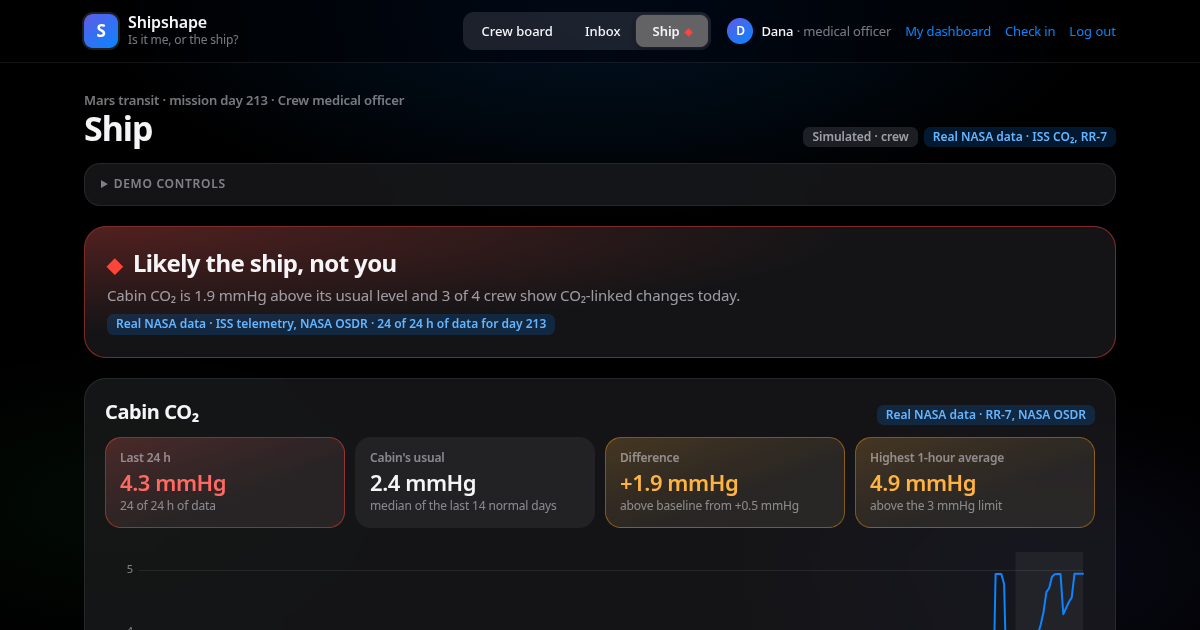 S
Shipshape
Is it me, or the ship?
Crew board
Inbox
Ship ◆
D
Dana · medical officer
My dashboard
Check in
Log out
Mars transit · mission day 213 · Crew medical officer
Ship
Simulated · crew
Real NASA data · ISS CO₂, RR-7
▶ DEMO CONTROLS
◆ Likely the ship, not you
Cabin CO₂ is 1.9 mmHg above its usual level and 3 of 4 crew show CO₂-linked changes today.
Real NASA data · ISS telemetry, NASA OSDR · 24 of 24 h of data for day 213
Cabin CO₂
Real NASA data · RR-7, NASA OSDR
Last 24 h
4.3 mmHg
24 of 24 h of data
Cabin's usual
2.4 mmHg
median of the last 14 normal days
Difference
+1.9 mmHg
above baseline from +0.5 mmHg
Highest 1-hour average
4.9 mmHg
above the 3 mmHg limit
5